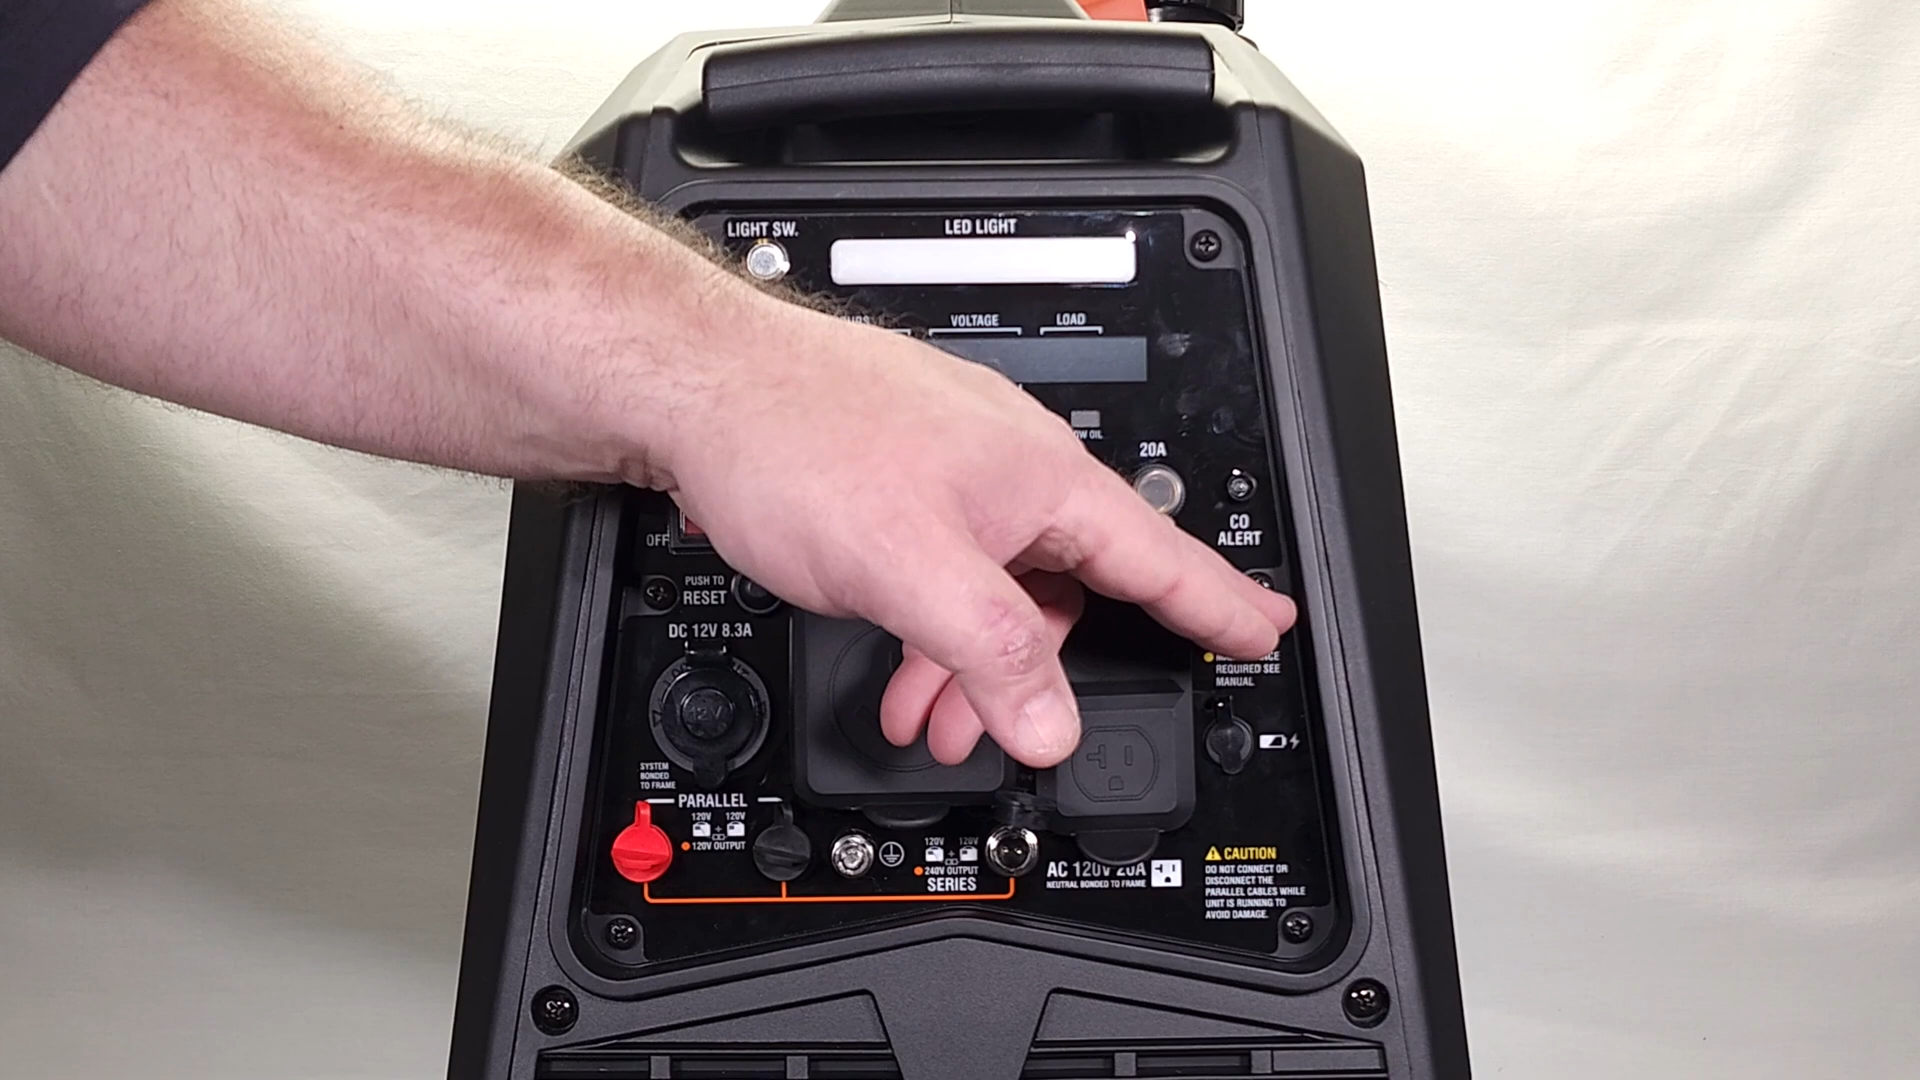 LIGHT SW.
LED LIGHT
VOLTAGE
LOAD
20A
CO
ALERT
OFF
PUSH TO
RESET
DC 12V 8.3A
REQUIRED SEE
MANUAL
12V
SYSTEM
BONDED
TO FRAME
PARALLEL
120V 120V
+
120V OUTPUT
120V 120V
+
240V OUTPUT
SERIES
AC 120V 20A
NEUTRAL BONDED TO FRAME
CAUTION
DO NOT CONNECT OR
DISCONNECT THE
PARALLEL CABLES WHILE
UNIT IS RUNNING TO
AVOID DAMAGE.